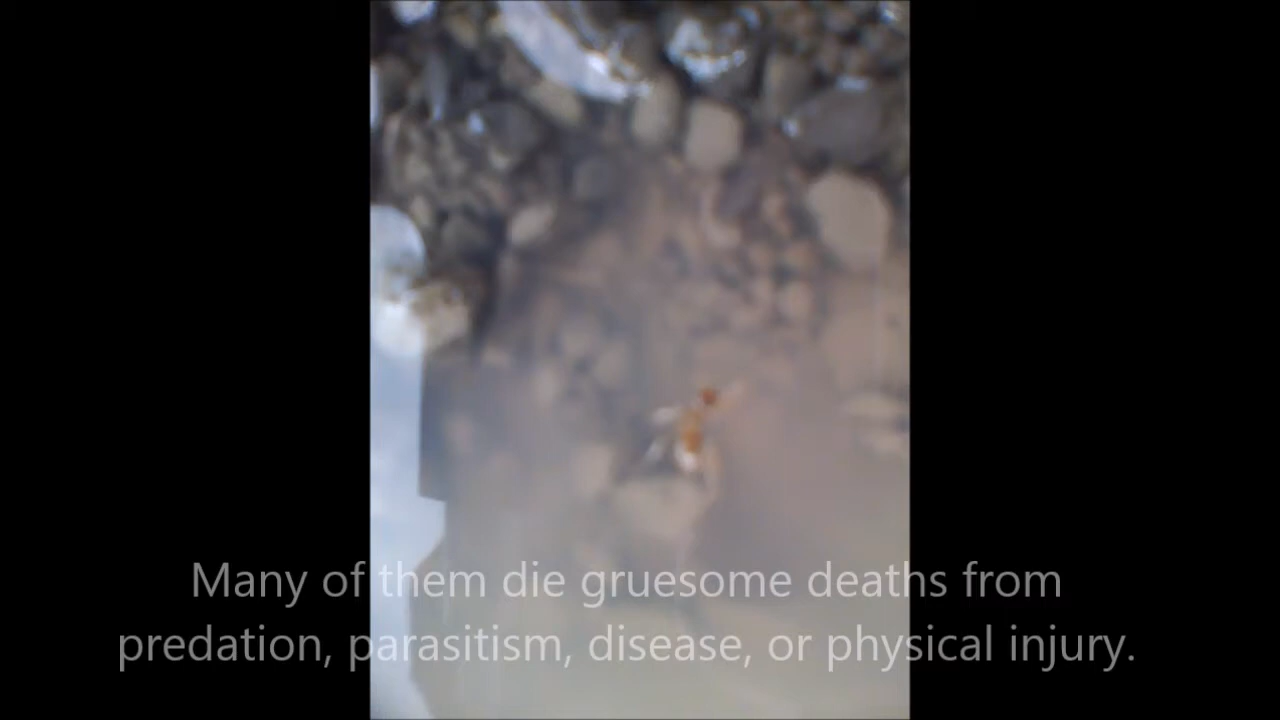 Many of them die gruesome deaths from
predation, parasitism, disease, or physical injury.